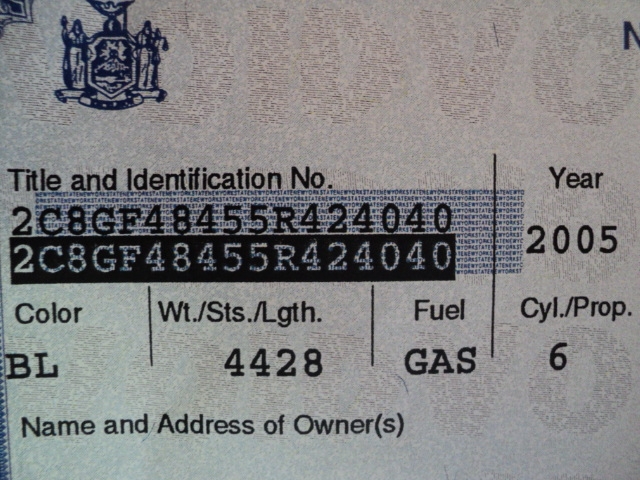 N
Title and Identification No.
Year
2C8GF48455R424040
2C8GF48455R424040
2005
Color
Wt./Sts./Lgth.
Fuel
Cyl./Prop.
BL
4428
GAS
6
Name and Address of Owner(s)